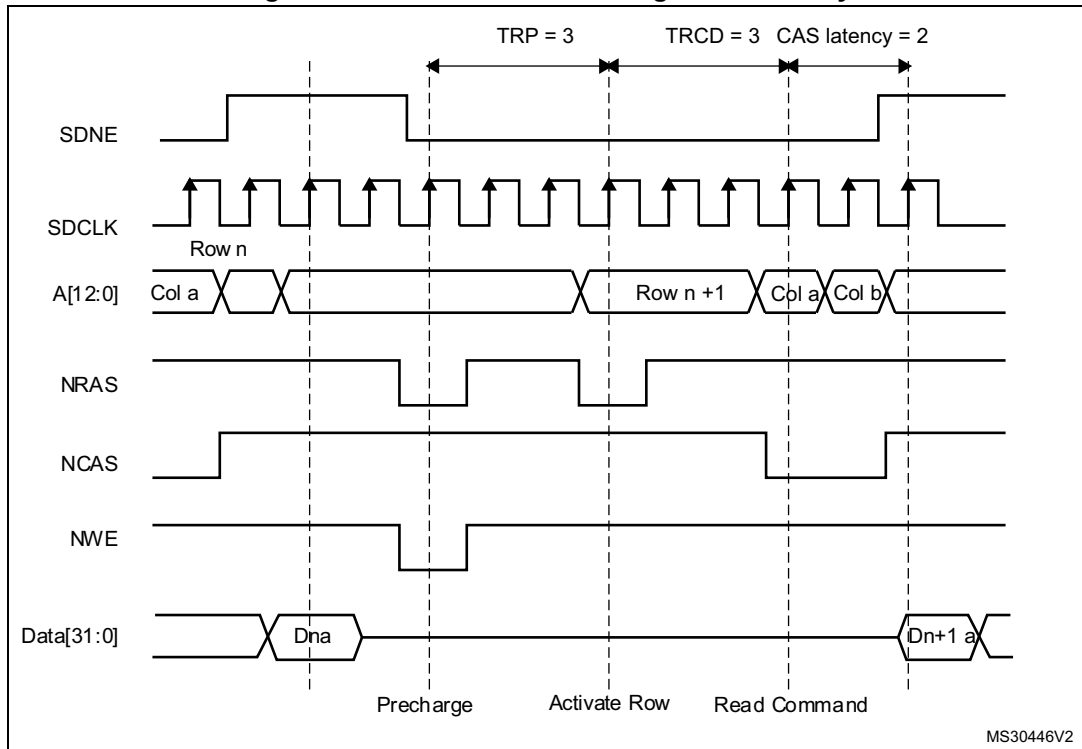 TRP = 3 TRCD = 3 CAS latency = 2
SDNE
SDCLK
Row n
A[12:0] Col a Row n +1 Col a Col b
NRAS
NCAS
NWE
Data[31:0] Dna Dn+1 a
Precharge Activate Row Read Command
MS30446V2